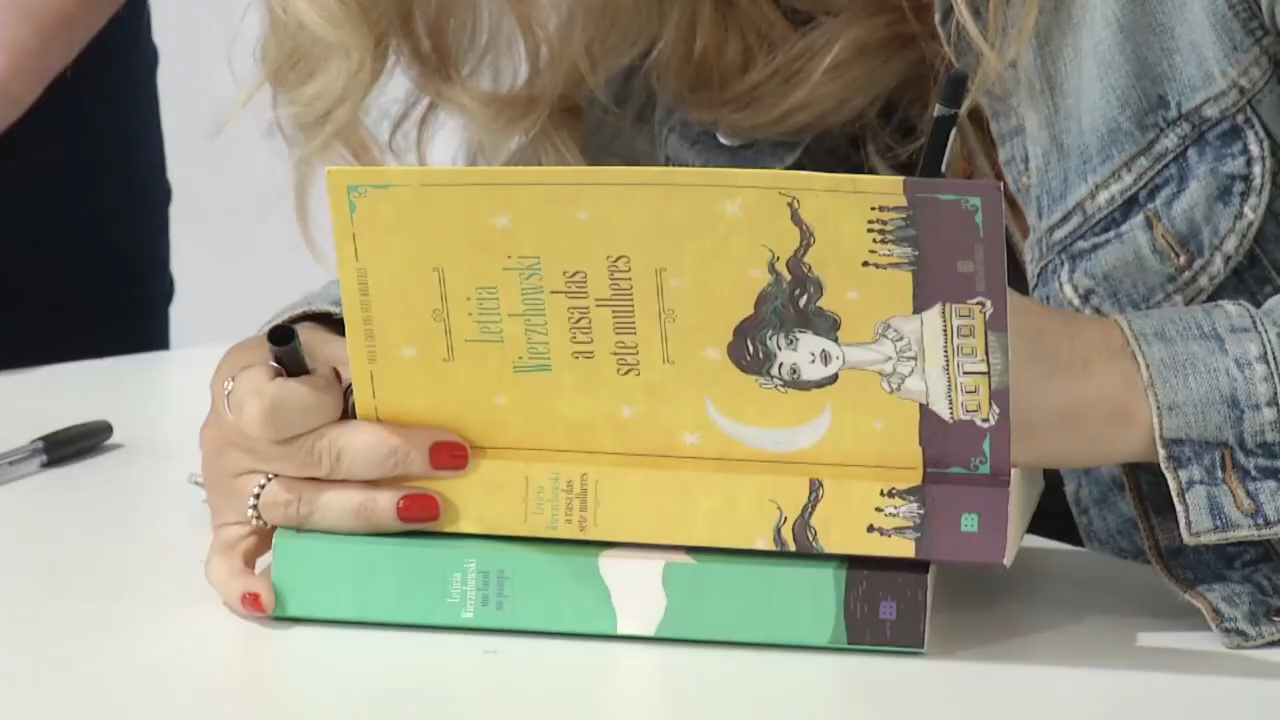 Leticia
Wierzchowski
a casa das
sete mulheres
Leticia
Wierzchowski
a casa das
sete mulheres
Leticia
Wierzchowski
um farol
no pampa